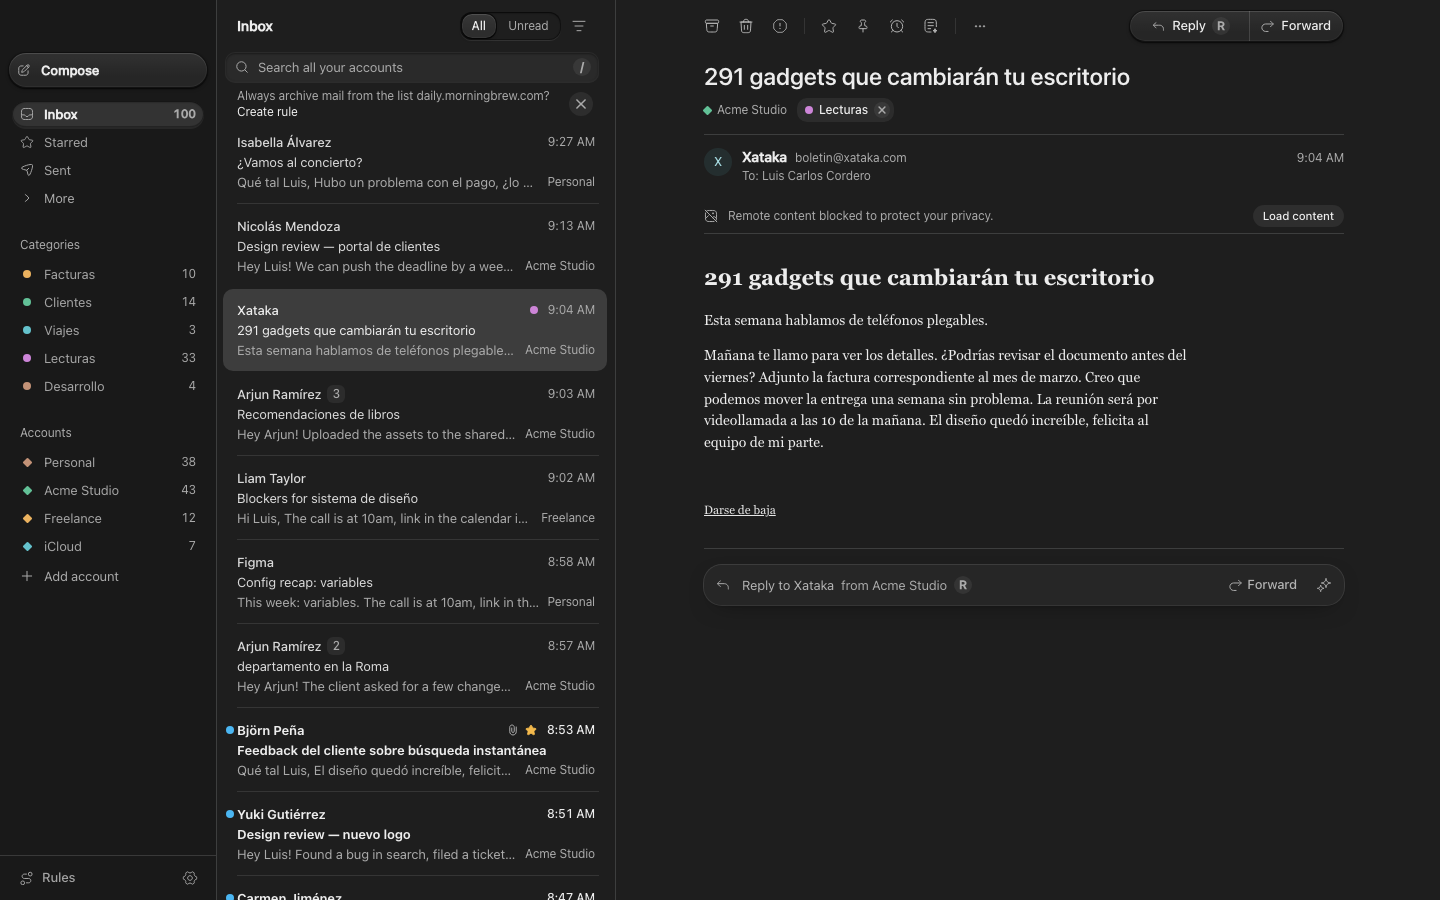 Compose
Inbox 100
Starred
Sent
More
Categories
Facturas 10
Clientes 14
Viajes 3
Lecturas 33
Desarrollo 4
Accounts
Personal 38
Acme Studio 43
Freelance 12
iCloud 7
Add account
Rules
Inbox All Unread
Search all your accounts /
Always archive mail from the list daily.morningbrew.com?
Create rule
Isabella Álvarez 9:27 AM
¿Vamos al concierto?
Qué tal Luis, Hubo un problema con el pago, ¿lo ... Personal
Nicolás Mendoza 9:13 AM
Design review — portal de clientes
Hey Luis! We can push the deadline by a wee... Acme Studio
Xataka 9:04 AM
291 gadgets que cambiarán tu escritorio
Esta semana hablamos de teléfonos plegable... Acme Studio
Arjun Ramírez 3 9:03 AM
Recomendaciones de libros
Hey Arjun! Uploaded the assets to the shared... Acme Studio
Liam Taylor 9:02 AM
Blockers for sistema de diseño
Hi Luis, The call is at 10am, link in the calendar i... Freelance
Figma 8:58 AM
Config recap: variables
This week: variables. The call is at 10am, link in th... Personal
Arjun Ramírez 2 8:57 AM
departamento en la Roma
Hey Arjun! The client asked for a few change... Acme Studio
Björn Peña 8:53 AM
Feedback del cliente sobre búsqueda instantánea
Qué tal Luis, El diseño quedó increíble, felicit... Acme Studio
Yuki Gutiérrez 8:51 AM
Design review — nuevo logo
Hey Luis! Found a bug in search, filed a ticket... Acme Studio
Carmen Jiménez 8:47 AM
Reply R Forward
291 gadgets que cambiarán tu escritorio
Acme Studio Lecturas
X Xataka boletin@xataka.com 9:04 AM
To: Luis Carlos Cordero
Remote content blocked to protect your privacy. Load content
291 gadgets que cambiarán tu escritorio
Esta semana hablamos de teléfonos plegables.
Mañana te llamo para ver los detalles. ¿Podrías revisar el documento antes del
viernes? Adjunto la factura correspondiente al mes de marzo. Creo que
podemos mover la entrega una semana sin problema. La reunión será por
videollamada a las 10 de la mañana. El diseño quedó increíble, felicita al
equipo de mi parte.
Darse de baja
Reply to Xataka from Acme Studio R Forward